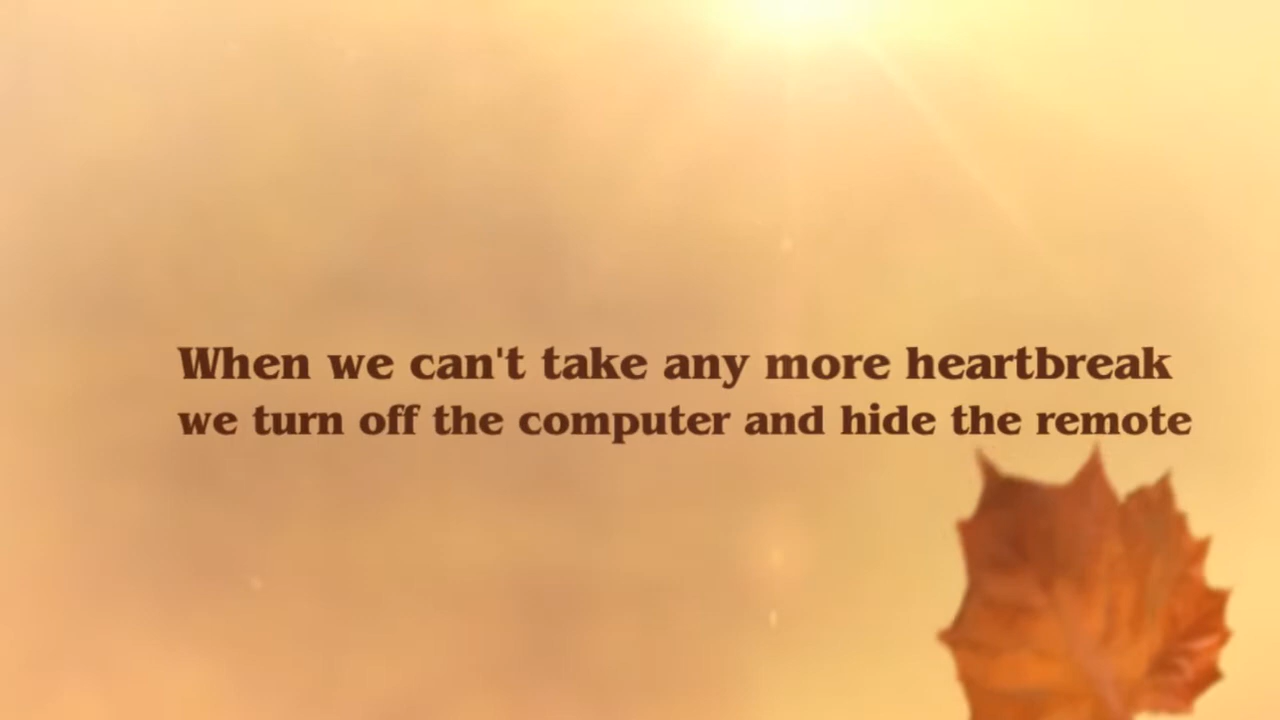 When we can't take any more heartbreak
we turn off the computer and hide the remote